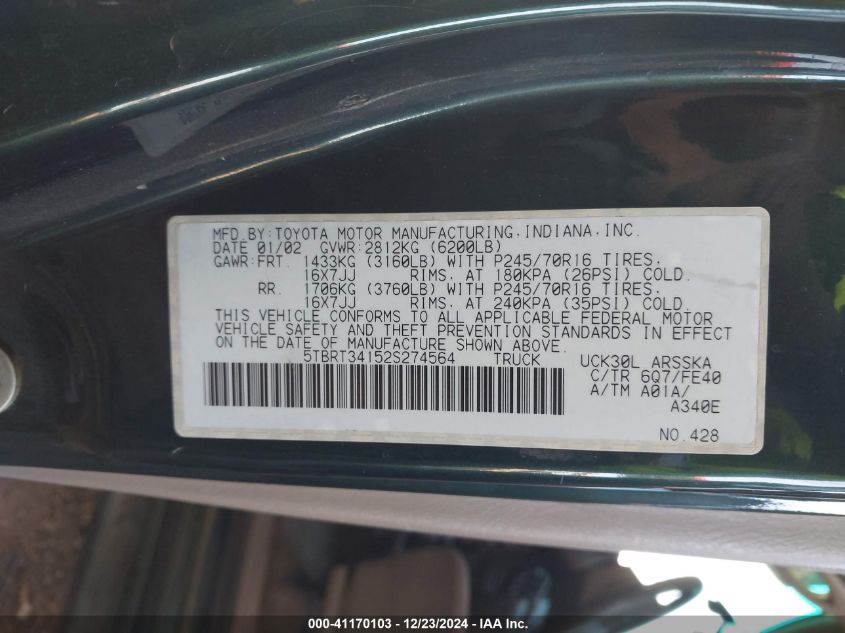 MFD.BY:TOYOTA MOTOR MANUFACTURING,INDIANA,INC.
DATE 01/02 GVWR:2812KG (6200LB)
GAWR:FRT. 1433KG (3160LB) WITH P245/70R16 TIRES.
16X7JJ RIMS. AT 180KPA (26PSI) COLD.
RR. 1706KG (3760LB) WITH P245/70R16 TIRES.
16X7JJ RIMS. AT 240KPA (35PSI) COLD.
THIS VEHICLE CONFORMS TO ALL APPLICABLE FEDERAL MOTOR
VEHICLE SAFETY AND THEFT PREVENTION STANDARDS IN EFFECT
ON THE DATE OF MANUFACTURE SHOWN ABOVE.
5TBRT34152S274564 TRUCK UCK30L ARSSKA
C/TR 6Q7/FE40
A/TM A01A/
A340E
NO.428
000-41170103 - 12/23/2024 - IAA Inc.